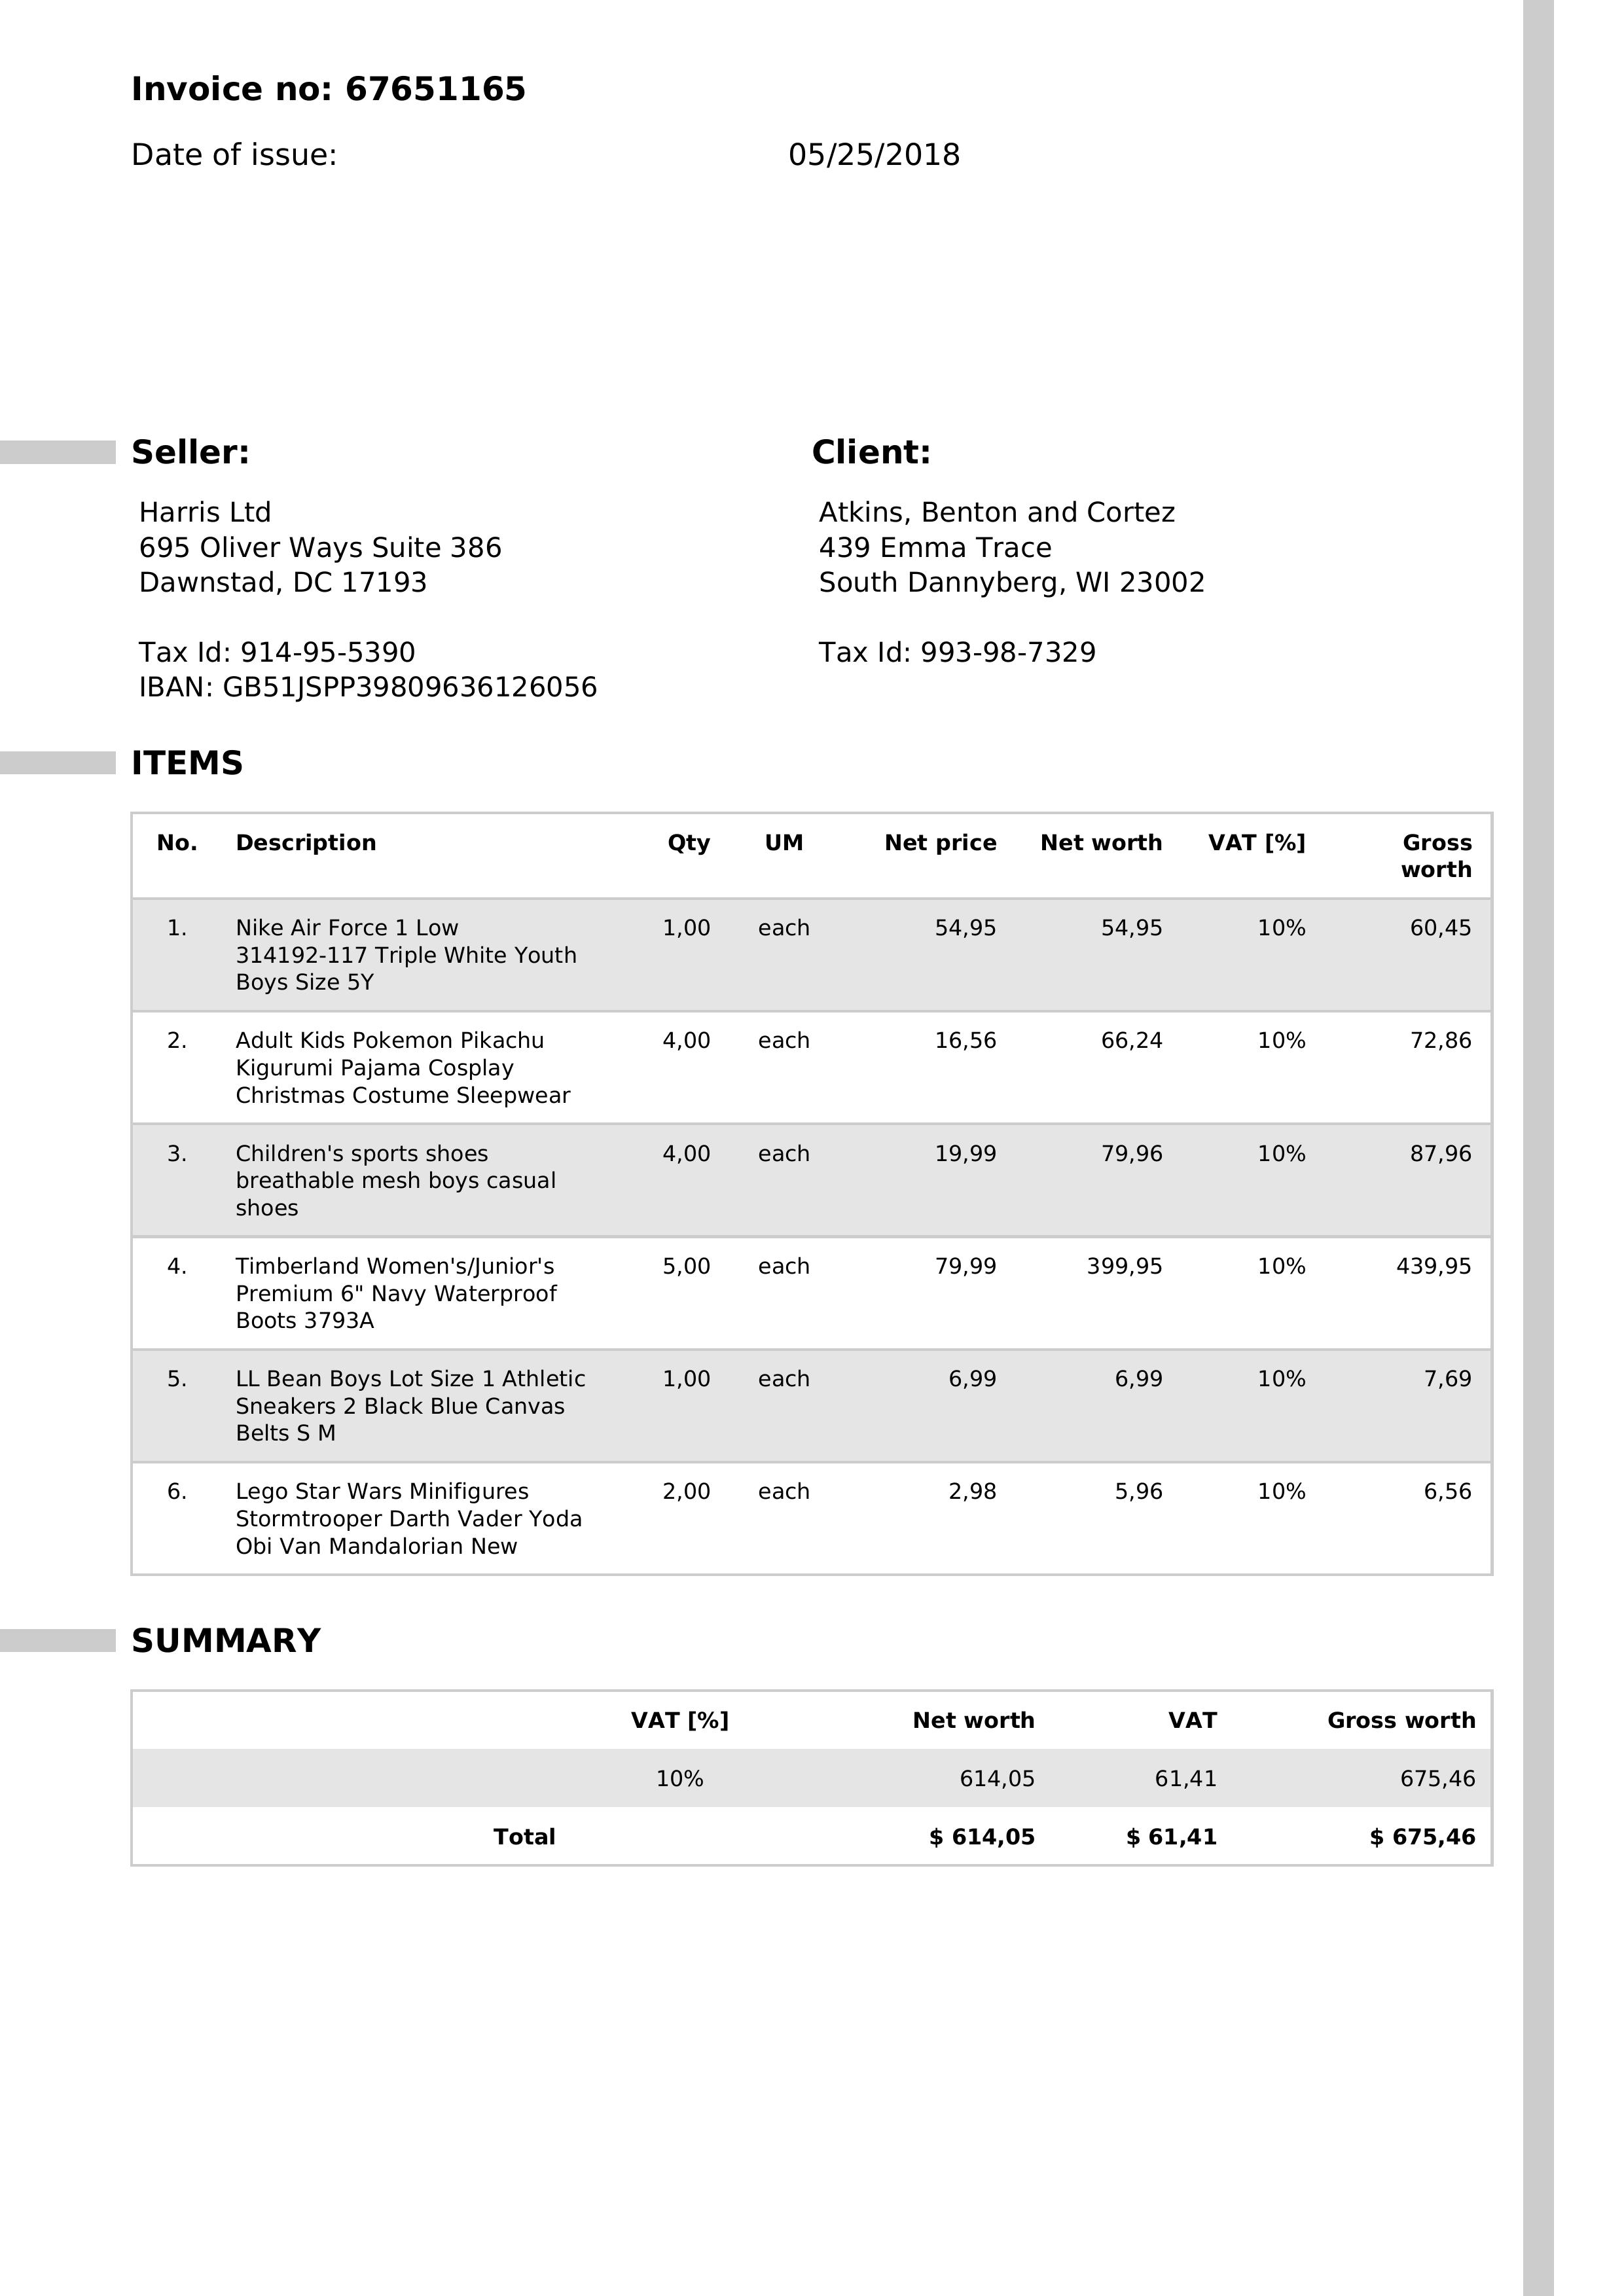 Invoice no: 67651165
Date of issue: 05/25/2018
Seller:
Harris Ltd
695 Oliver Ways Suite 386
Dawnstad, DC 17193
Tax Id: 914-95-5390
IBAN: GB51JSPP39809636126056
Client:
Atkins, Benton and Cortez
439 Emma Trace
South Dannyberg, WI 23002
Tax Id: 993-98-7329
ITEMS
No. Description Qty UM Net price Net worth VAT [%] Gross
worth
1. Nike Air Force 1 Low 1,00 each 54,95 54,95 10% 60,45
314192-117 Triple White Youth
Boys Size 5Y
2. Adult Kids Pokemon Pikachu 4,00 each 16,56 66,24 10% 72,86
Kigurumi Pajama Cosplay
Christmas Costume Sleepwear
3. Children's sports shoes 4,00 each 19,99 79,96 10% 87,96
breathable mesh boys casual
shoes
4. Timberland Women's/Junior's 5,00 each 79,99 399,95 10% 439,95
Premium 6" Navy Waterproof
Boots 3793A
5. LL Bean Boys Lot Size 1 Athletic 1,00 each 6,99 6,99 10% 7,69
Sneakers 2 Black Blue Canvas
Belts S M
6. Lego Star Wars Minifigures 2,00 each 2,98 5,96 10% 6,56
Stormtrooper Darth Vader Yoda
Obi Van Mandalorian New
SUMMARY
VAT [%] Net worth VAT Gross worth
10% 614,05 61,41 675,46
Total $ 614,05 $ 61,41 $ 675,46